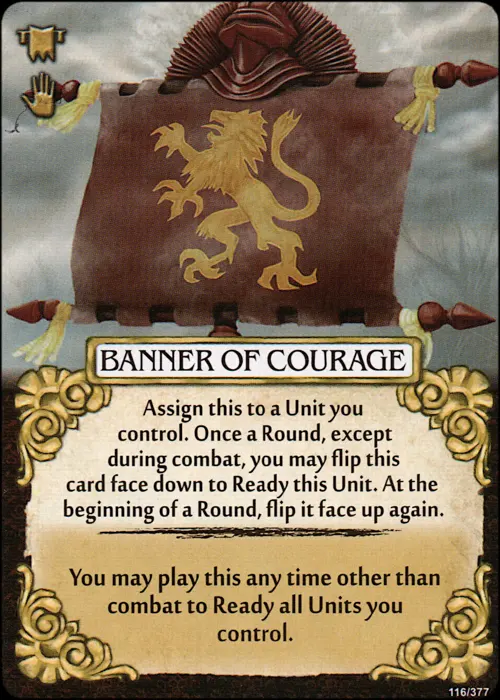 BANNER OF COURAGE
Assign this to a Unit you
control. Once a Round, except
during combat, you may flip this
card face down to Ready this Unit. At the
beginning of a Round, flip it face up again.
You may play this any time other than
combat to Ready all Units you
control.
116/377